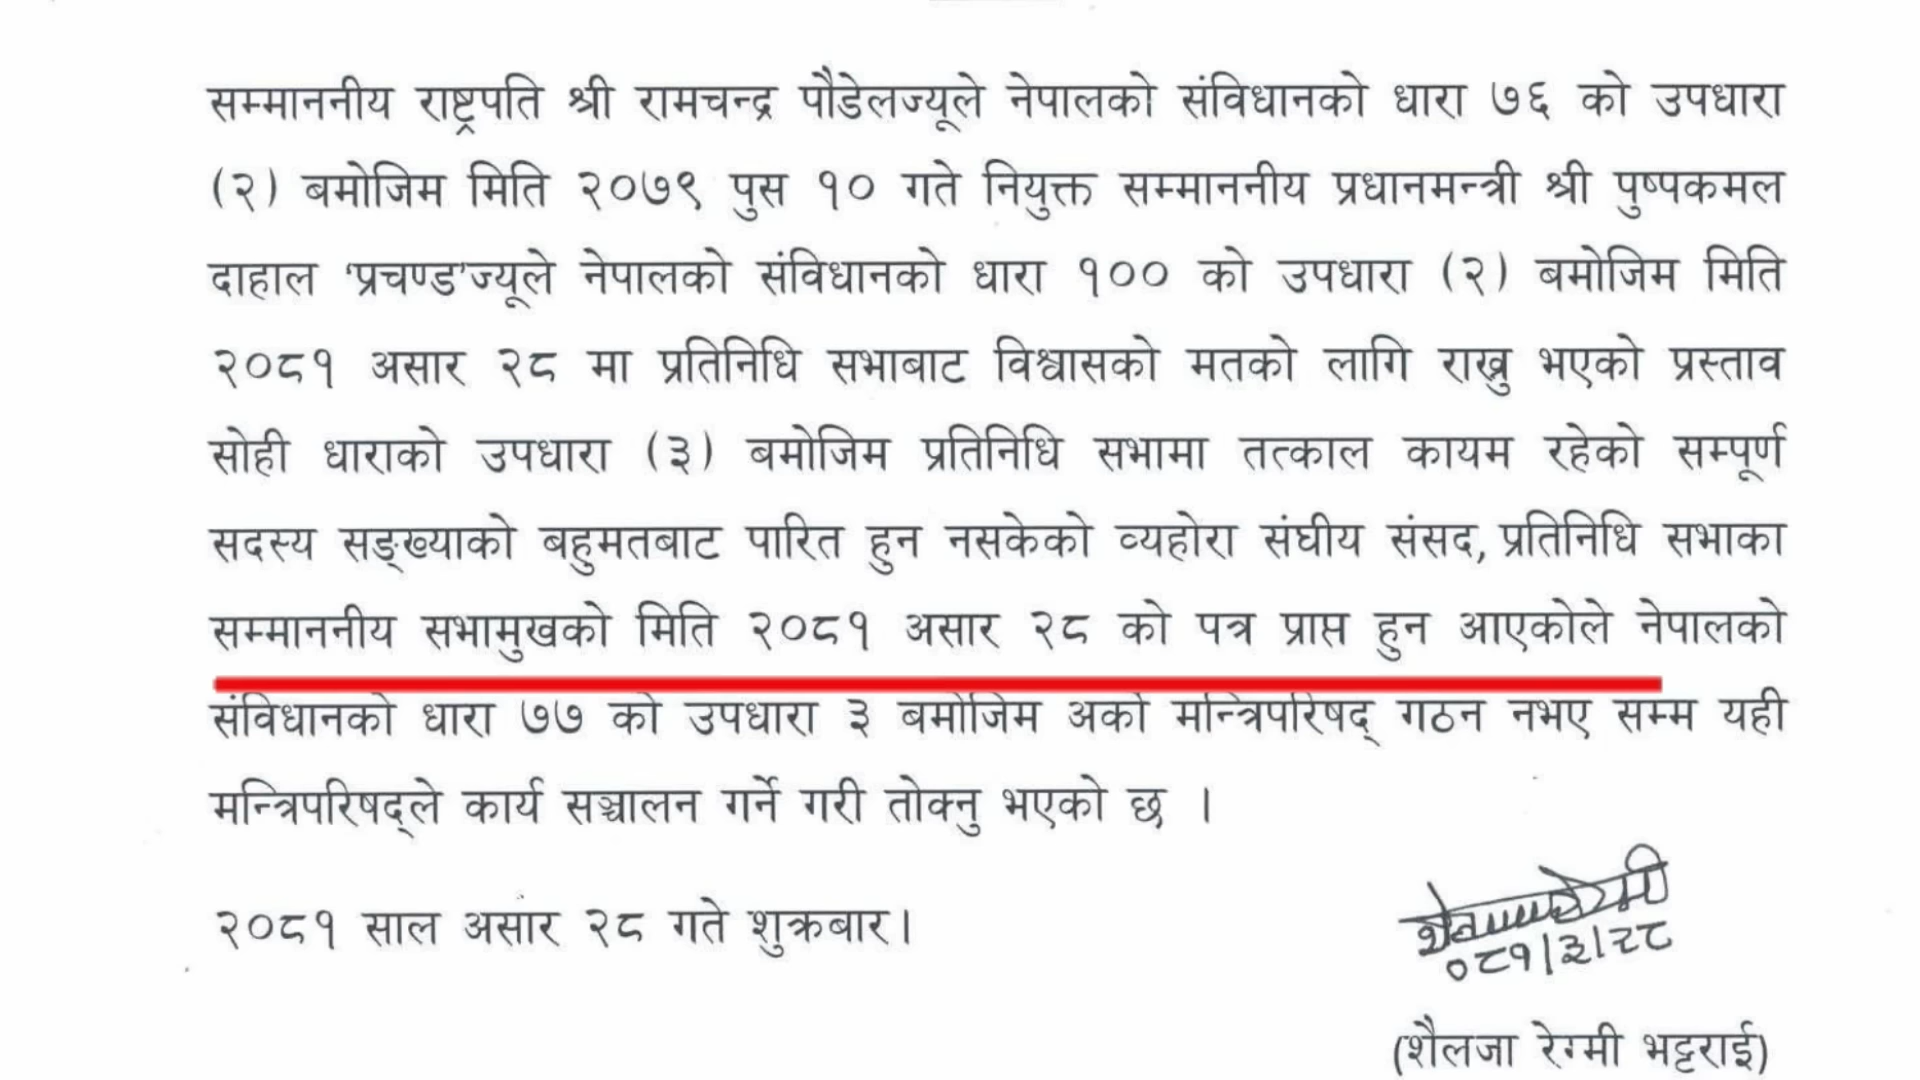 सम्माननीय राष्ट्रपति श्री रामचन्द्र पौडेलज्यूले नेपालको संविधानको धारा ७६ को उपधारा
(२) बमोजिम मिति २०७९ पुस १० गते नियुक्त सम्माननीय प्रधानमन्त्री श्री पुष्पकमल
दाहाल 'प्रचण्ड'ज्यूले नेपालको संविधानको धारा १०० को उपधारा (२) बमोजिम मिति
२०८१ असार २८ मा प्रतिनिधि सभाबाट विश्वासको मतको लागि राख्नु भएको प्रस्ताव
सोही धाराको उपधारा (३) बमोजिम प्रतिनिधि सभामा तत्काल कायम रहेको सम्पूर्ण
सदस्य सङ्ख्याको बहुमतबाट पारित हुन नसकेको व्यहोरा संघीय संसद, प्रतिनिधि सभाका
सम्माननीय सभामुखको मिति २०८१ असार २८ को पत्र प्राप्त हुन आएकोले नेपालको
संविधानको धारा ७७ को उपधारा ३ बमोजिम अर्को मन्त्रिपरिषद् गठन नभए सम्म यही
मन्त्रिपरिषद्ले कार्य सञ्चालन गर्ने गरी तोक्नु भएको छ ।
२०८१ साल असार २८ गते शुक्रबार।
०८१/३/२८
(शैलजा रेग्मी भट्टराई)